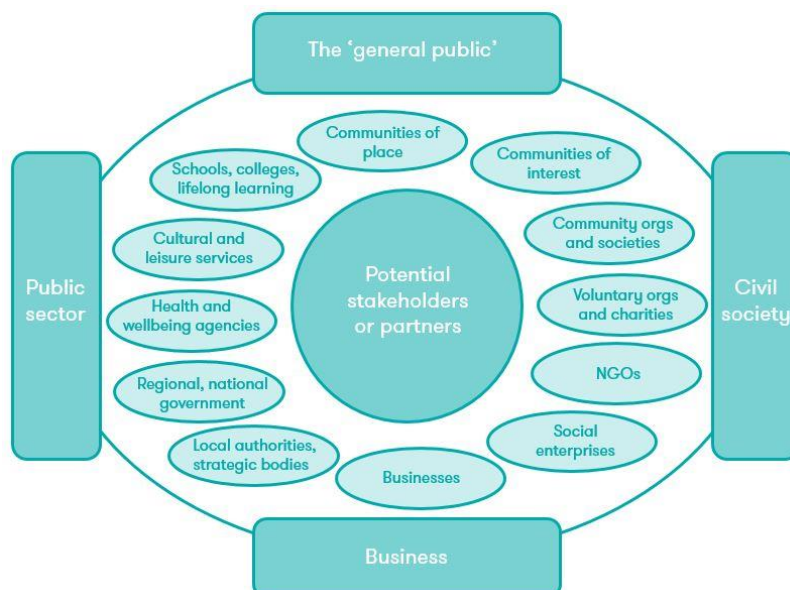 The ‘general public’
Communities of
place
Communities of
interest
Schools, colleges,
lifelong learning
Community orgs
and societies
Cultural and
leisure services
Public
sector
Potential
stakeholders
or partners
Civil
society
Health and
wellbeing agencies
Voluntary orgs
and charities
NGOs
Regional, national
government
Social
enterprises
Local authorities,
strategic bodies
Businesses
Business